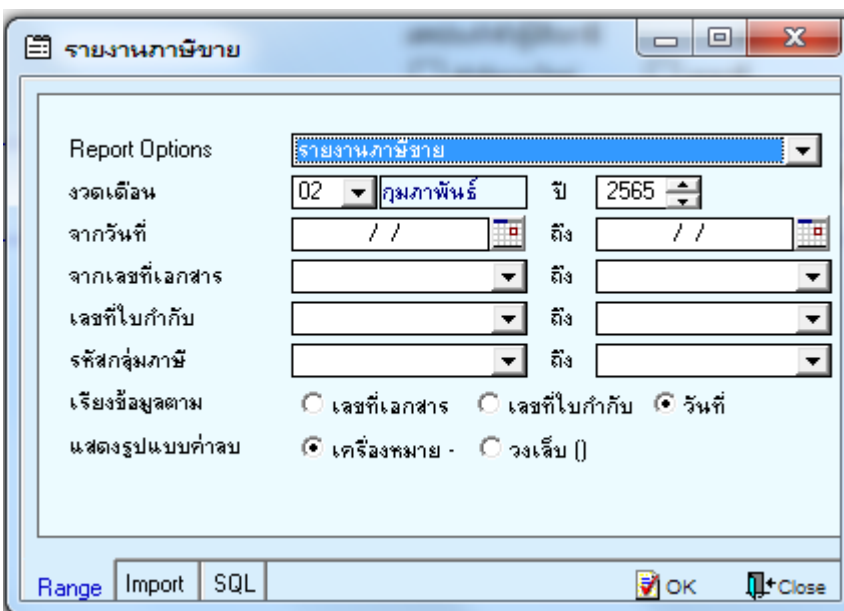 รายงานภาษีขาย
Report Options รายงานภาษีขาย
งวดเดือน 02 กุมภาพันธ์ ปี 2565
จากวันที่ / / ถึง / /
จากเลขที่เอกสาร ถึง
เลขที่ใบกำกับ ถึง
รหัสกลุ่มภาษี ถึง
เรียงข้อมูลตาม เลขที่เอกสาร เลขที่ใบกำกับ วันที่
แสดงรูปแบบค่าลบ เครื่องหมาย - วงเล็บ ()
Range Import SQL OK Close